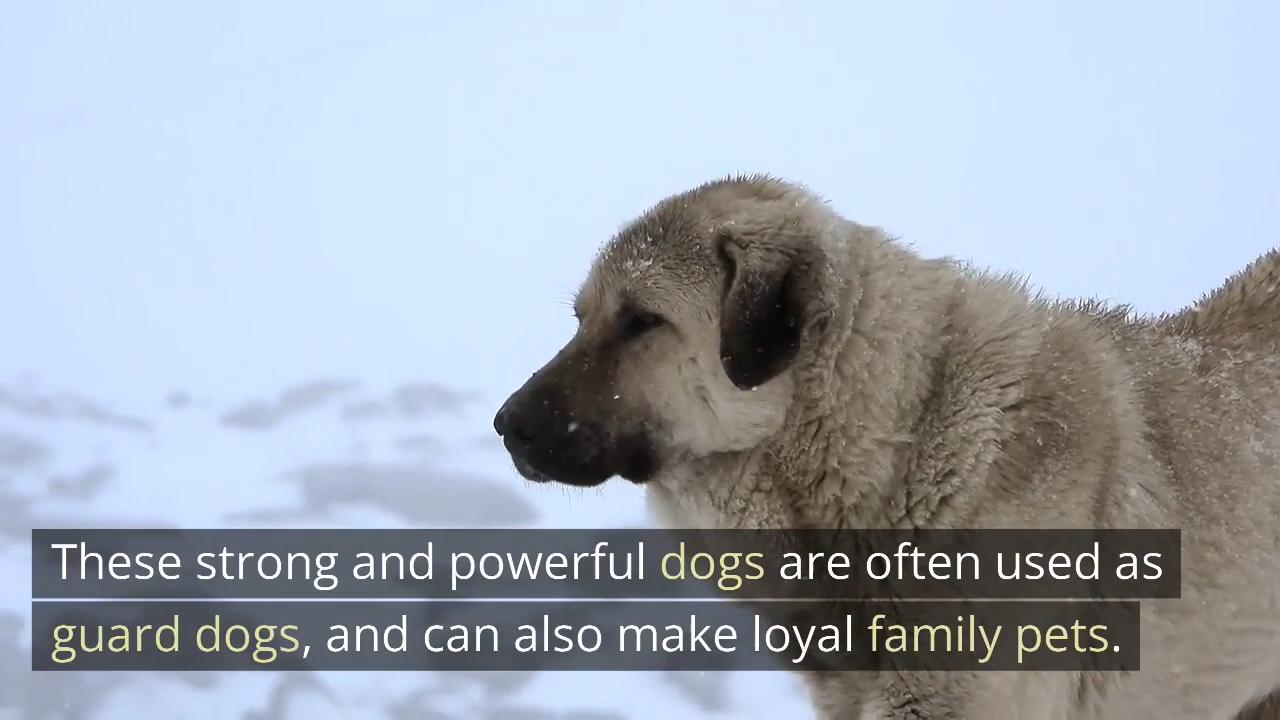 These strong and powerful dogs are often used as
guard dogs, and can also make loyal family pets.